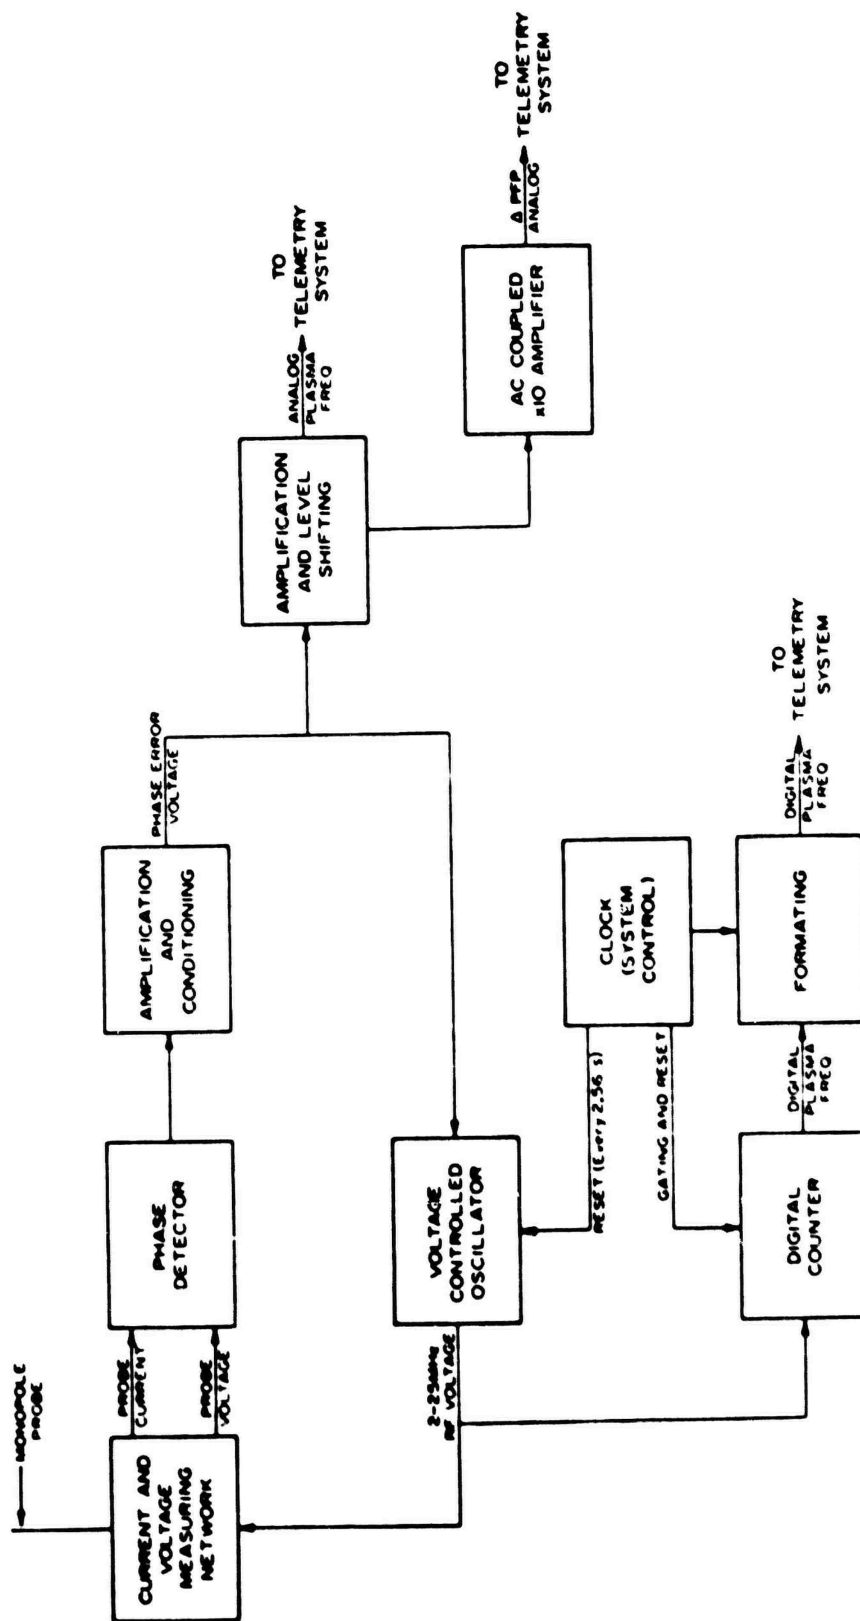 MONOPOLE
PROBE
CURRENT AND
VOLTAGE
MEASURING
NETWORK
PROBE
CURRENT
PROBE
VOLTAGE
PHASE
DETECTOR
AMPLIFICATION
AND
CONDITIONING
PHASE ERROR
VOLTAGE
AMPLIFICATION
AND LEVEL
SHIFTING
ANALOG
PLASMA
FREQ
TO
TELEMETRY
SYSTEM
AC COUPLED
x10 AMPLIFIER
Δ PFP
ANALOG
TO
TELEMETRY
SYSTEM
VOLTAGE
CONTROLLED
OSCILLATOR
RF VOLTAGE
RESET (Every 2.56 s)
CLOCK
(SYSTEM
CONTROL)
GATING AND RESET
DIGITAL
COUNTER
DIGITAL
PLASMA
FREQ
FORMATING
DIGITAL
PLASMA
FREQ
TO
TELEMETRY
SYSTEM